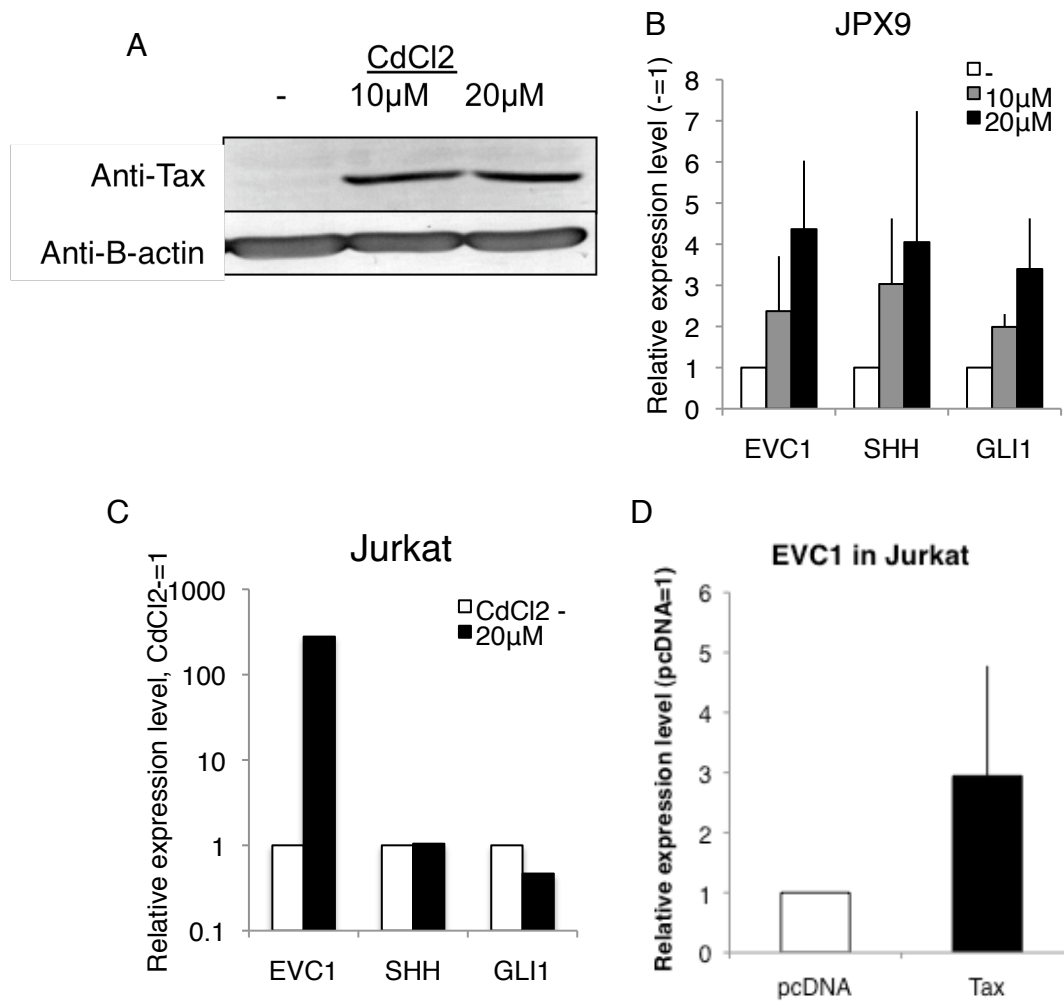 A
CdCl2
- 10µM 20µM
Anti-Tax
Anti-B-actin
B
JPX9
Relative expression level (-=1)
8
7
6
5
4
3
2
1
0
-
10µM
20µM
EVC1 SHH GLI1
C
Jurkat
Relative expression level, CdCl2-=1
1000
100
10
1
0.1
CdCl2 -
20µM
EVC1 SHH GLI1
D
EVC1 in Jurkat
Relative expression level (pcDNA=1)
6
5
4
3
2
1
0
pcDNA Tax